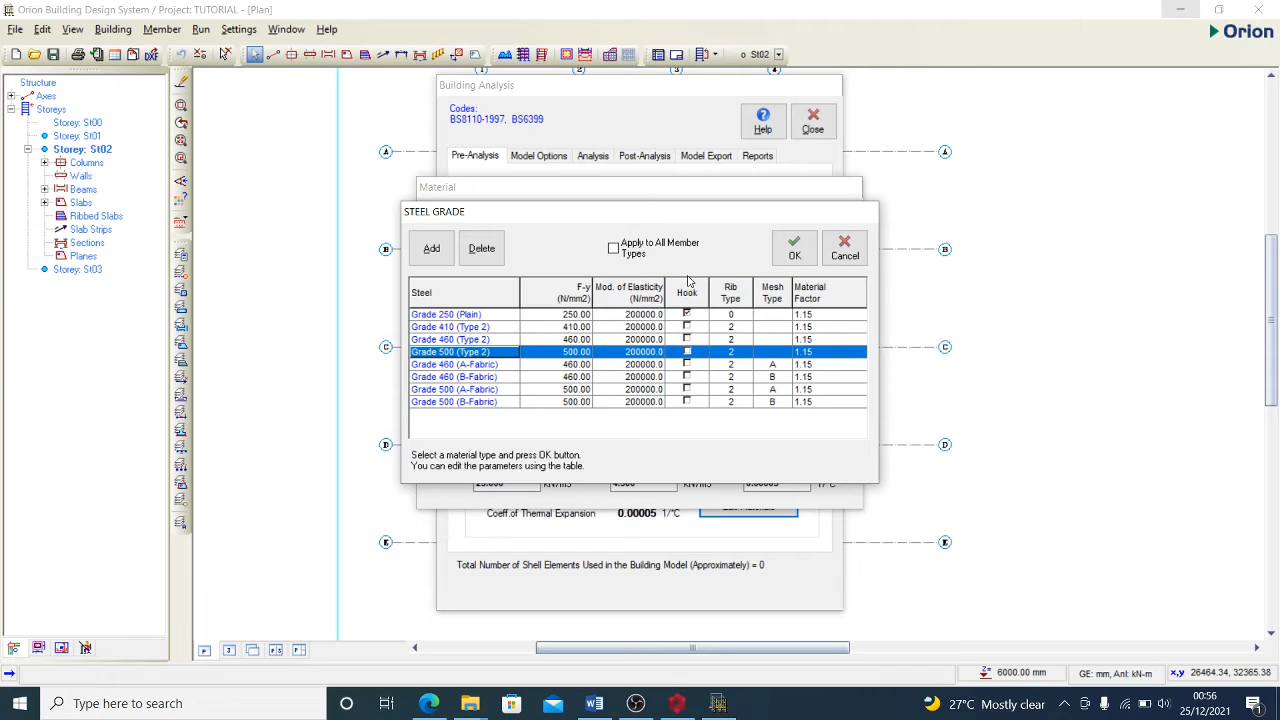 Orion Building Design System / Project: TUTORIAL - [Plan]
File Edit View Building Member Run Settings Window Help
Orion
St02
Structure
Axes
Storeys
Storey: St00
Storey: St01
Storey: St02
Columns
Walls
Beams
Slabs
Ribbed Slabs
Slab Strips
Sections
Planes
Storey: St03
1 2 3 4
A A
B B
C C
D D
E E
Building Analysis
Codes:
BS8110-1997, BS6399
Help Close
Pre-Analysis Model Options Analysis Post-Analysis Model Export Reports
Material
STEEL GRADE
Add Delete
Apply to All Member
Types
OK Cancel
Steel F-y (N/mm2) Mod. of Elasticity (N/mm2) Hook Rib Type Mesh Type Material Factor
Grade 250 (Plain) 250.00 200000.0 0 1.15
Grade 410 (Type 2) 410.00 200000.0 2 1.15
Grade 460 (Type 2) 460.00 200000.0 2 1.15
Grade 500 (Type 2) 500.00 200000.0 2 1.15
Grade 460 (A-Fabric) 460.00 200000.0 2 A 1.15
Grade 460 (B-Fabric) 460.00 200000.0 2 B 1.15
Grade 500 (A-Fabric) 500.00 200000.0 2 A 1.15
Grade 500 (B-Fabric) 500.00 200000.0 2 B 1.15
Select a material type and press OK button.
You can edit the parameters using the table.
Coeff.of Thermal Expansion 0.00005 1/°C
Total Number of Shell Elements Used in the Building Model (Approximately) = 0
Z= 6000.00 mm GE: mm, Anl: kN-m x,y 26464.34, 32365.38
Type here to search
27°C Mostly clear
00:56
25/12/2021